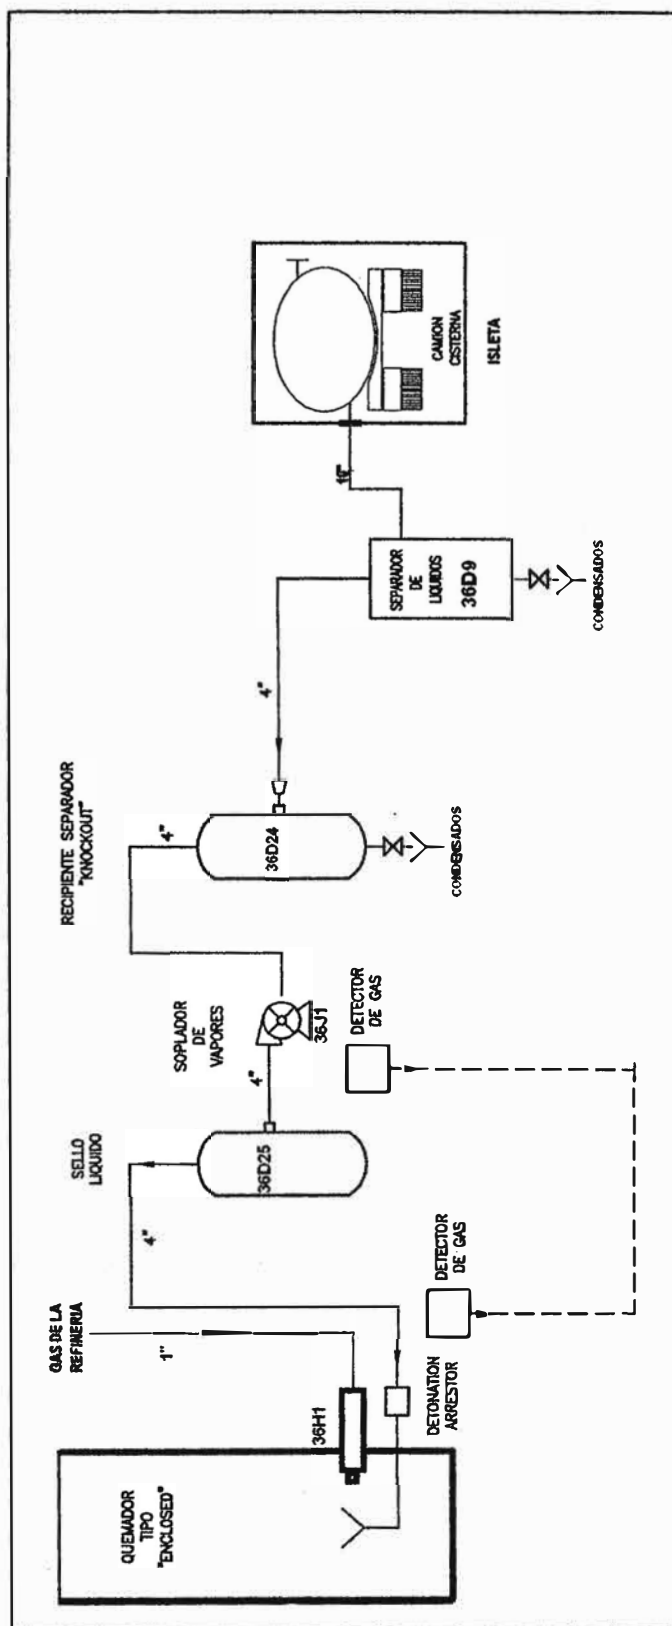 QUEMADOR
TIPO
"ENCLOSED"
36H1
GAS DE LA
REFINERIA
1"
DETONATION
ARRESTOR
DETECTOR
DE GAS
4"
SELLO
LIQUIDO
36D25
4"
SOPLADOR
DE
VAPORES
36J1
DETECTOR
DE GAS
RECIPIENTE SEPARADOR
"KNOCKOUT"
4"
36D24
CONDENSADOS
4"
SEPARADOR
DE
LIQUIDOS
36D9
CONDENSADOS
CAMION
CISTERNA
ISLETA